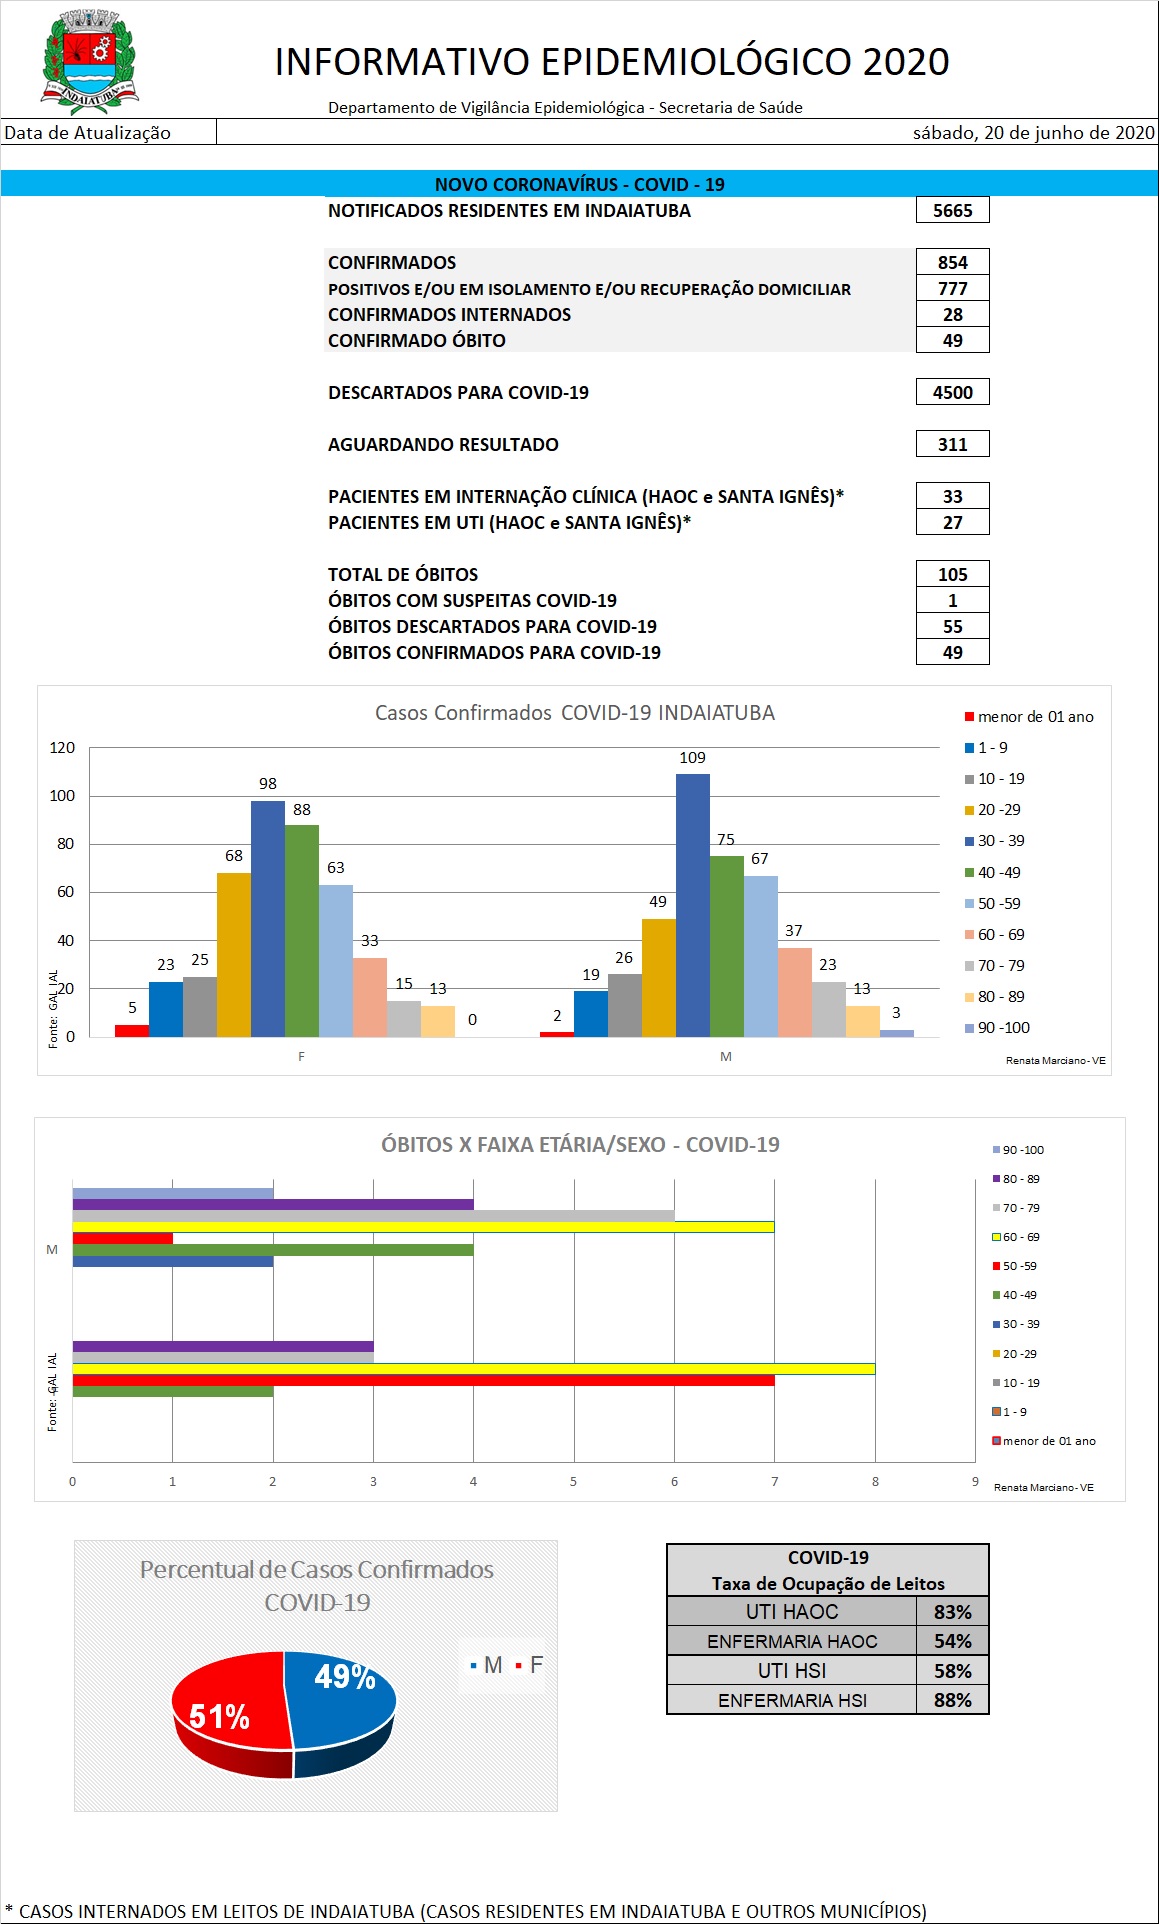 INDAIATUBA
INFORMATIVO EPIDEMIOLÓGICO 2020
Departamento de Vigilância Epidemiológica - Secretaria de Saúde
Data de Atualização sábado, 20 de junho de 2020
NOVO CORONAVÍRUS - COVID - 19
NOTIFICADOS RESIDENTES EM INDAIATUBA 5665
CONFIRMADOS 854
POSITIVOS E/OU EM ISOLAMENTO E/OU RECUPERAÇÃO DOMICILIAR 777
CONFIRMADOS INTERNADOS 28
CONFIRMADO ÓBITO 49
DESCARTADOS PARA COVID-19 4500
AGUARDANDO RESULTADO 311
PACIENTES EM INTERNAÇÃO CLÍNICA (HAOC e SANTA IGNÊS)* 33
PACIENTES EM UTI (HAOC e SANTA IGNÊS)* 27
TOTAL DE ÓBITOS 105
ÓBITOS COM SUSPEITAS COVID-19 1
ÓBITOS DESCARTADOS PARA COVID-19 55
ÓBITOS CONFIRMADOS PARA COVID-19 49
Casos Confirmados COVID-19 INDAIATUBA
120
100
80
60
40
20
0
Fonte: GAL IAL
5 23 25 68 98 88 63 33 15 13 0
2 19 26 49 109 75 67 37 23 13 3
F M
menor de 01 ano
1 - 9
10 - 19
20 -29
30 - 39
40 -49
50 -59
60 - 69
70 - 79
80 - 89
90 -100
Renata Marciano - VE
ÓBITOS X FAIXA ETÁRIA/SEXO - COVID-19
M
F
Fonte: GAL IAL
0 1 2 3 4 5 6 7 8 9
90 -100
80 - 89
70 - 79
60 - 69
50 -59
40 -49
30 - 39
20 -29
10 - 19
1 - 9
menor de 01 ano
Renata Marciano - VE
Percentual de Casos Confirmados
COVID-19
49%
51%
M F
COVID-19
Taxa de Ocupação de Leitos
UTI HAOC 83%
ENFERMARIA HAOC 54%
UTI HSI 58%
ENFERMARIA HSI 88%
* CASOS INTERNADOS EM LEITOS DE INDAIATUBA (CASOS RESIDENTES EM INDAIATUBA E OUTROS MUNICÍPIOS)